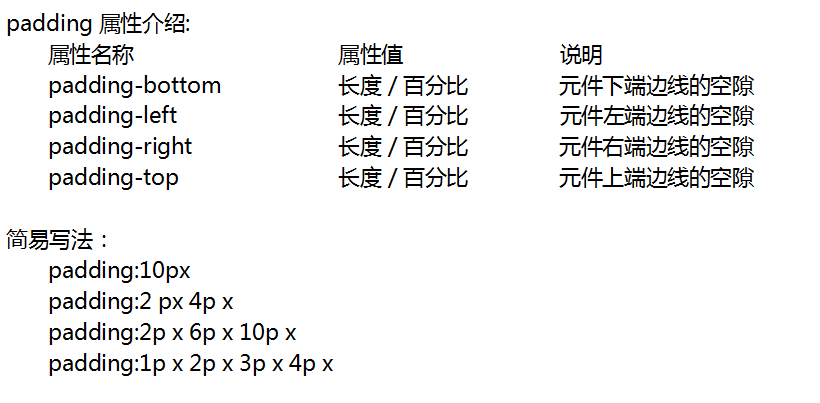 padding 属性介绍:
属性名称 属性值 说明
padding-bottom 长度 / 百分比 元件下端边线的空隙
padding-left 长度 / 百分比 元件左端边线的空隙
padding-right 长度 / 百分比 元件右端边线的空隙
padding-top 长度 / 百分比 元件上端边线的空隙
简易写法：
padding:10px
padding:2 px 4p x
padding:2p x 6p x 10p x
padding:1p x 2p x 3p x 4p x